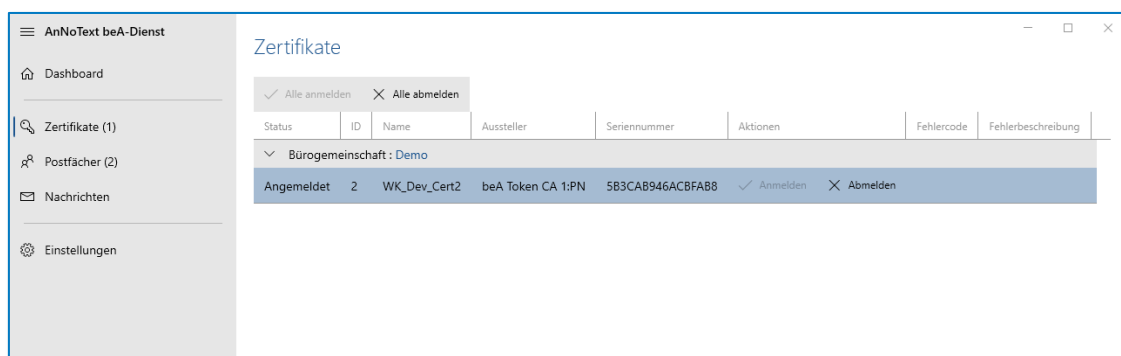 AnNoText beA-Dienst
Dashboard
Zertifikate (1)
Postfächer (2)
Nachrichten
Einstellungen
Zertifikate
Alle anmelden Alle abmelden
Status ID Name Aussteller Seriennummer Aktionen Fehlercode Fehlerbeschreibung
Bürogemeinschaft : Demo
Angemeldet 2 WK_Dev_Cert2 beA Token CA 1:PN 5B3CAB946ACBFAB8 Anmelden Abmelden